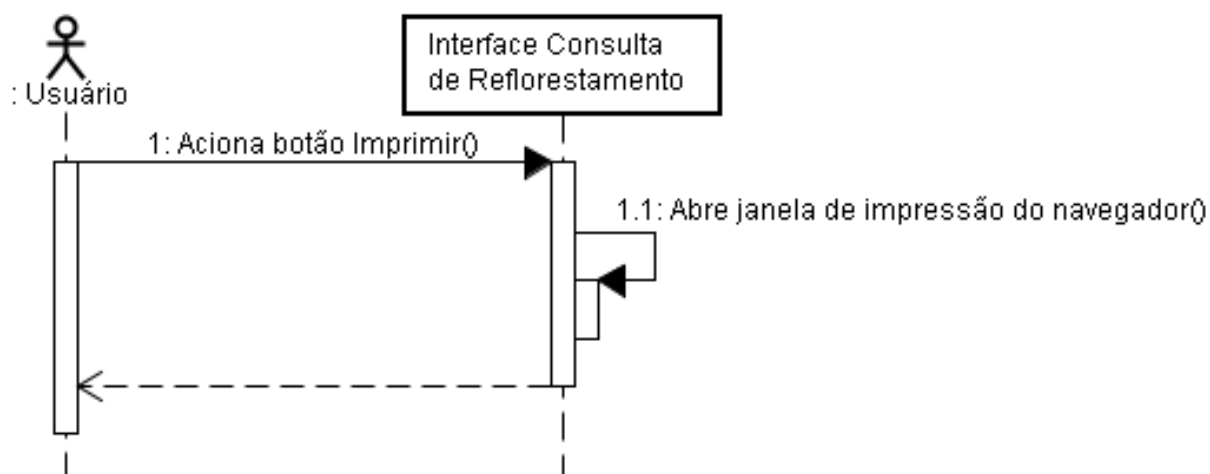 Interface Consulta
de Reflorestamento
: Usuário
1: Aciona botão Imprimir()
1.1: Abre janela de impressão do navegador()